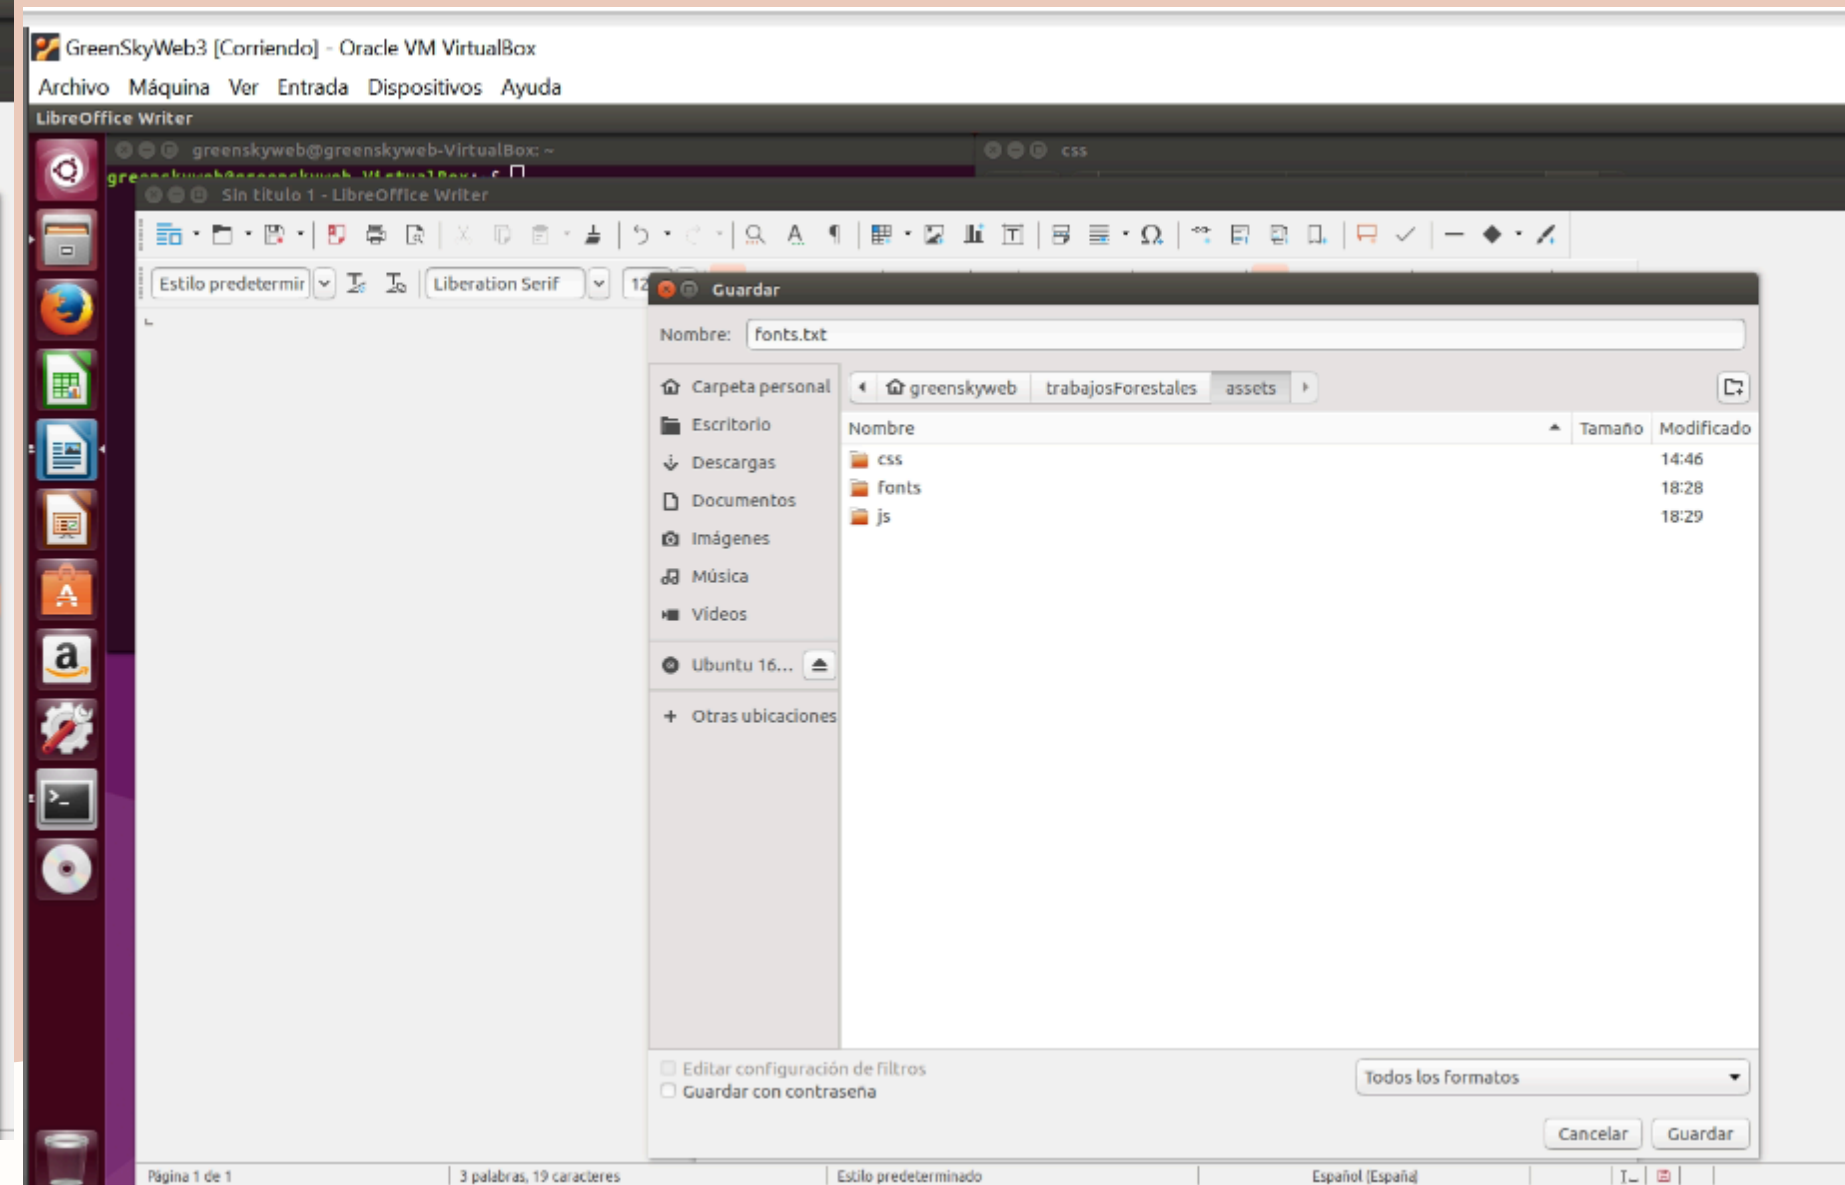 GreenSkyWeb3 [Corriendo] - Oracle VM VirtualBox
Archivo Máquina Ver Entrada Dispositivos Ayuda
LibreOffice Writer
greenskyweb@greenskyweb-VirtualBox: ~
css
Sin título 1 - LibreOffice Writer
Estilo predetermir Liberation Serif 12
Guardar
Nombre: fonts.txt
Carpeta personal
Escritorio
Descargas
Documentos
Imágenes
Música
Vídeos
Ubuntu 16...
+ Otras ubicaciones
greenskyweb trabajosForestales assets
Nombre Tamaño Modificado
css 14:46
fonts 18:28
js 18:29
Editar configuración de filtros
Guardar con contraseña
Todos los formatos
Cancelar Guardar
Página 1 de 1 3 palabras, 19 caracteres Estilo predeterminado Español (España)